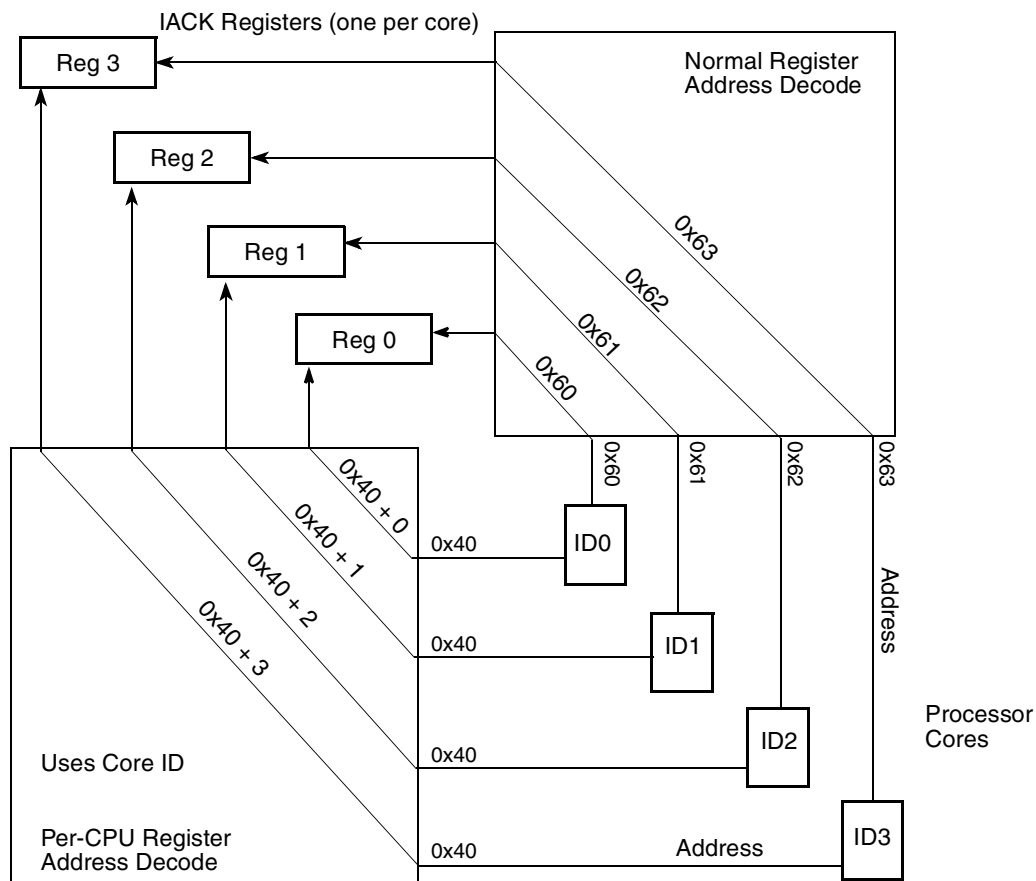 IACK Registers (one per core)
Reg 3
Normal Register
Address Decode
Reg 2
0x63
Reg 1
0x62
0x61
Reg 0
0x60
0x60
0x61
0x62
0x63
0x40 + 0
0x40
ID0
0x40 + 1
Address
0x40 + 2
0x40
ID1
0x40 + 3
Processor
Cores
ID2
0x40
Uses Core ID
Per-CPU Register
Address Decode
0x40
Address
ID3